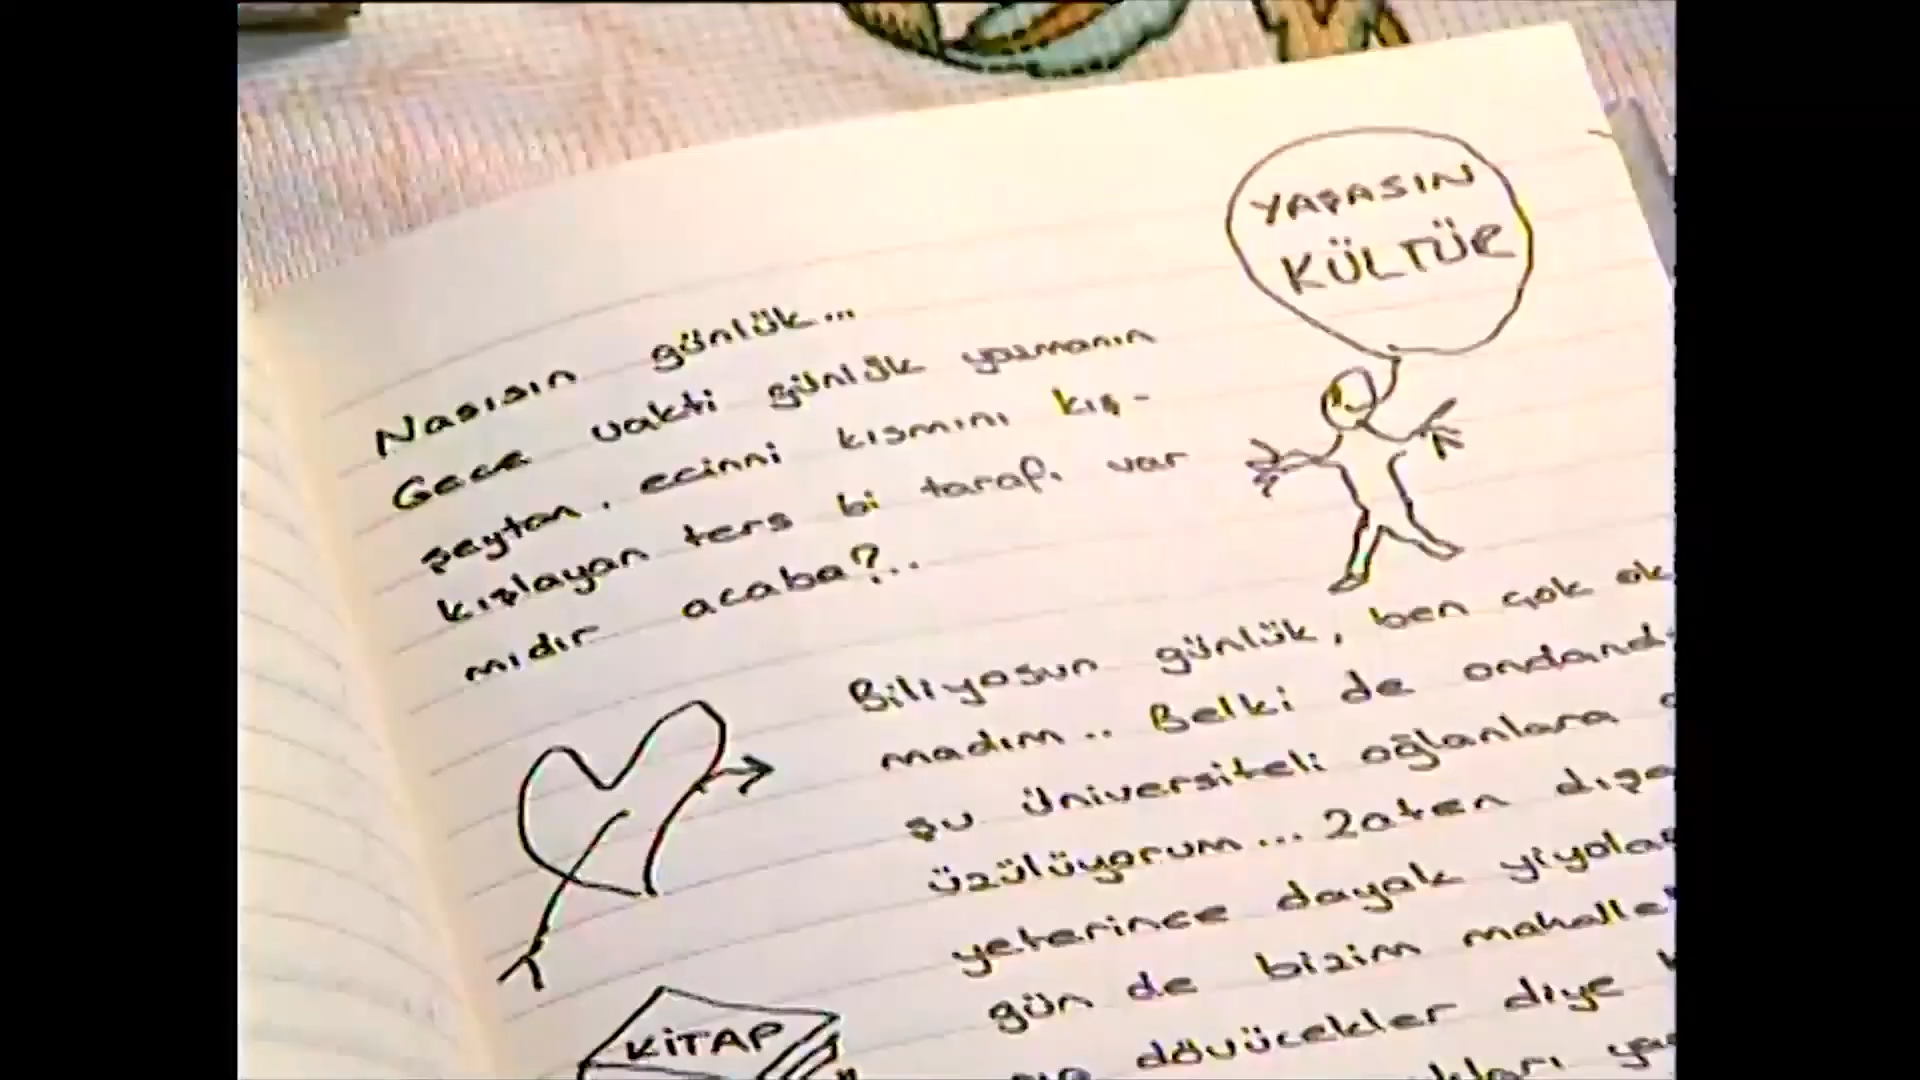 YAŞASIN
KÜLTÜR
Nasısın günlük...
Gece vakti günlük yazmanın
şeytan, ecinni kısmını kış-
kışlayan ters bi tarafı var
mıdır acaba?..
Biliyosun günlük, ben çok ok
madım.. Belki de ondand
şu üniversiteli oğlanlara
üzülüyorum... Zaten dışa
yeterince dayak yiyola
gün de bizim mahalle
dövücekler diye
KİTAP